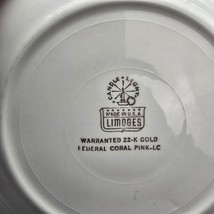 CANDLE LIGHT
MADE IN U.S.A.
LIMOGES
WARRANTED 22-K GOLD
FEDERAL CORAL PINK-LC